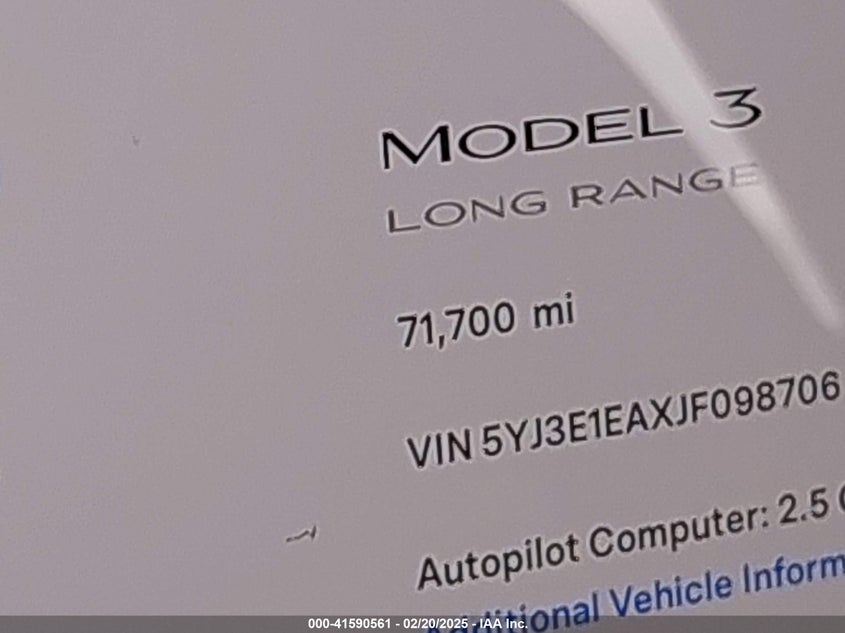 MODEL 3
LONG RANGE
71,700 mi
VIN 5YJ3E1EAXJF098706
Autopilot Computer: 2.5
Additional Vehicle Inform
000-41590561 - 02/20/2025 - IAA Inc.